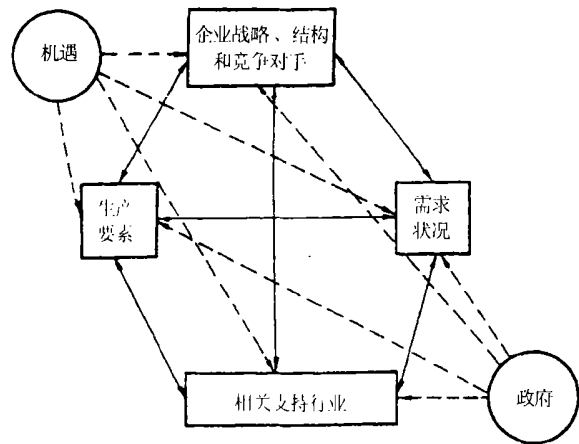 机遇
企业战略、结构
和竞争对手
生产
要素
需求
状况
相关支持行业
政府